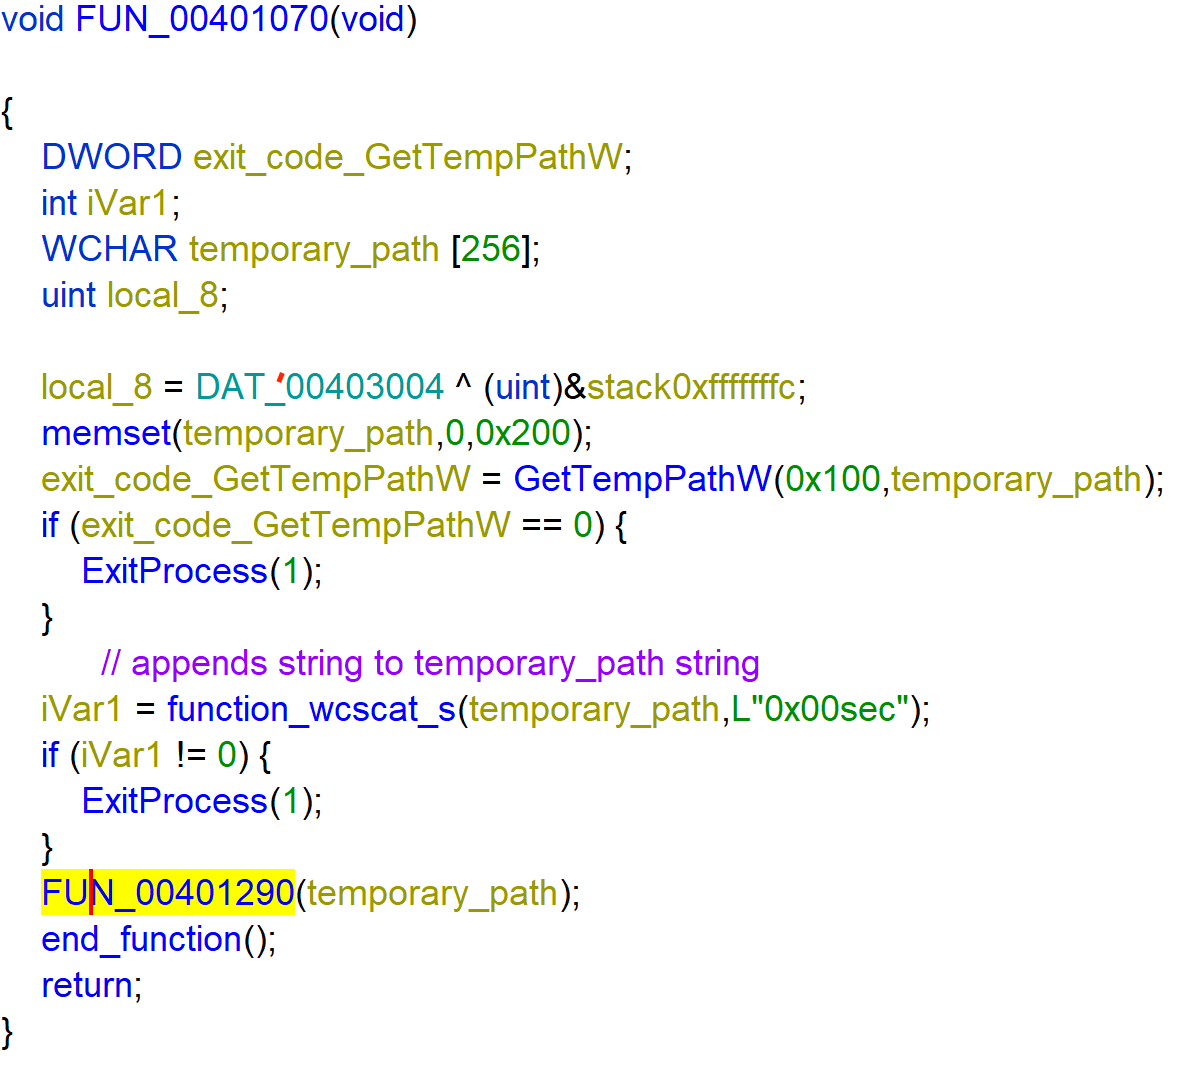 void FUN_00401070(void)
{
DWORD exit_code_GetTempPathW;
int iVar1;
WCHAR temporary_path [256];
uint local_8;
local_8 = DAT_00403004 ^ (uint)&stack0xfffffffc;
memset(temporary_path,0,0x200);
exit_code_GetTempPathW = GetTempPathW(0x100,temporary_path);
if (exit_code_GetTempPathW == 0) {
ExitProcess(1);
}
// appends string to temporary_path string
iVar1 = function_wcscat_s(temporary_path,L"0x00sec");
if (iVar1 != 0) {
ExitProcess(1);
}
FUN_00401290(temporary_path);
end_function();
return;
}